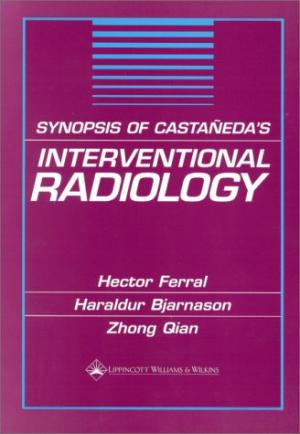 SYNOPSIS OF CASTAÑEDA'S
INTERVENTIONAL
RADIOLOGY
Hector Ferral
Haraldur Bjarnason
Zhong Qian
LIPPINCOTT WILLIAMS & WILKINS